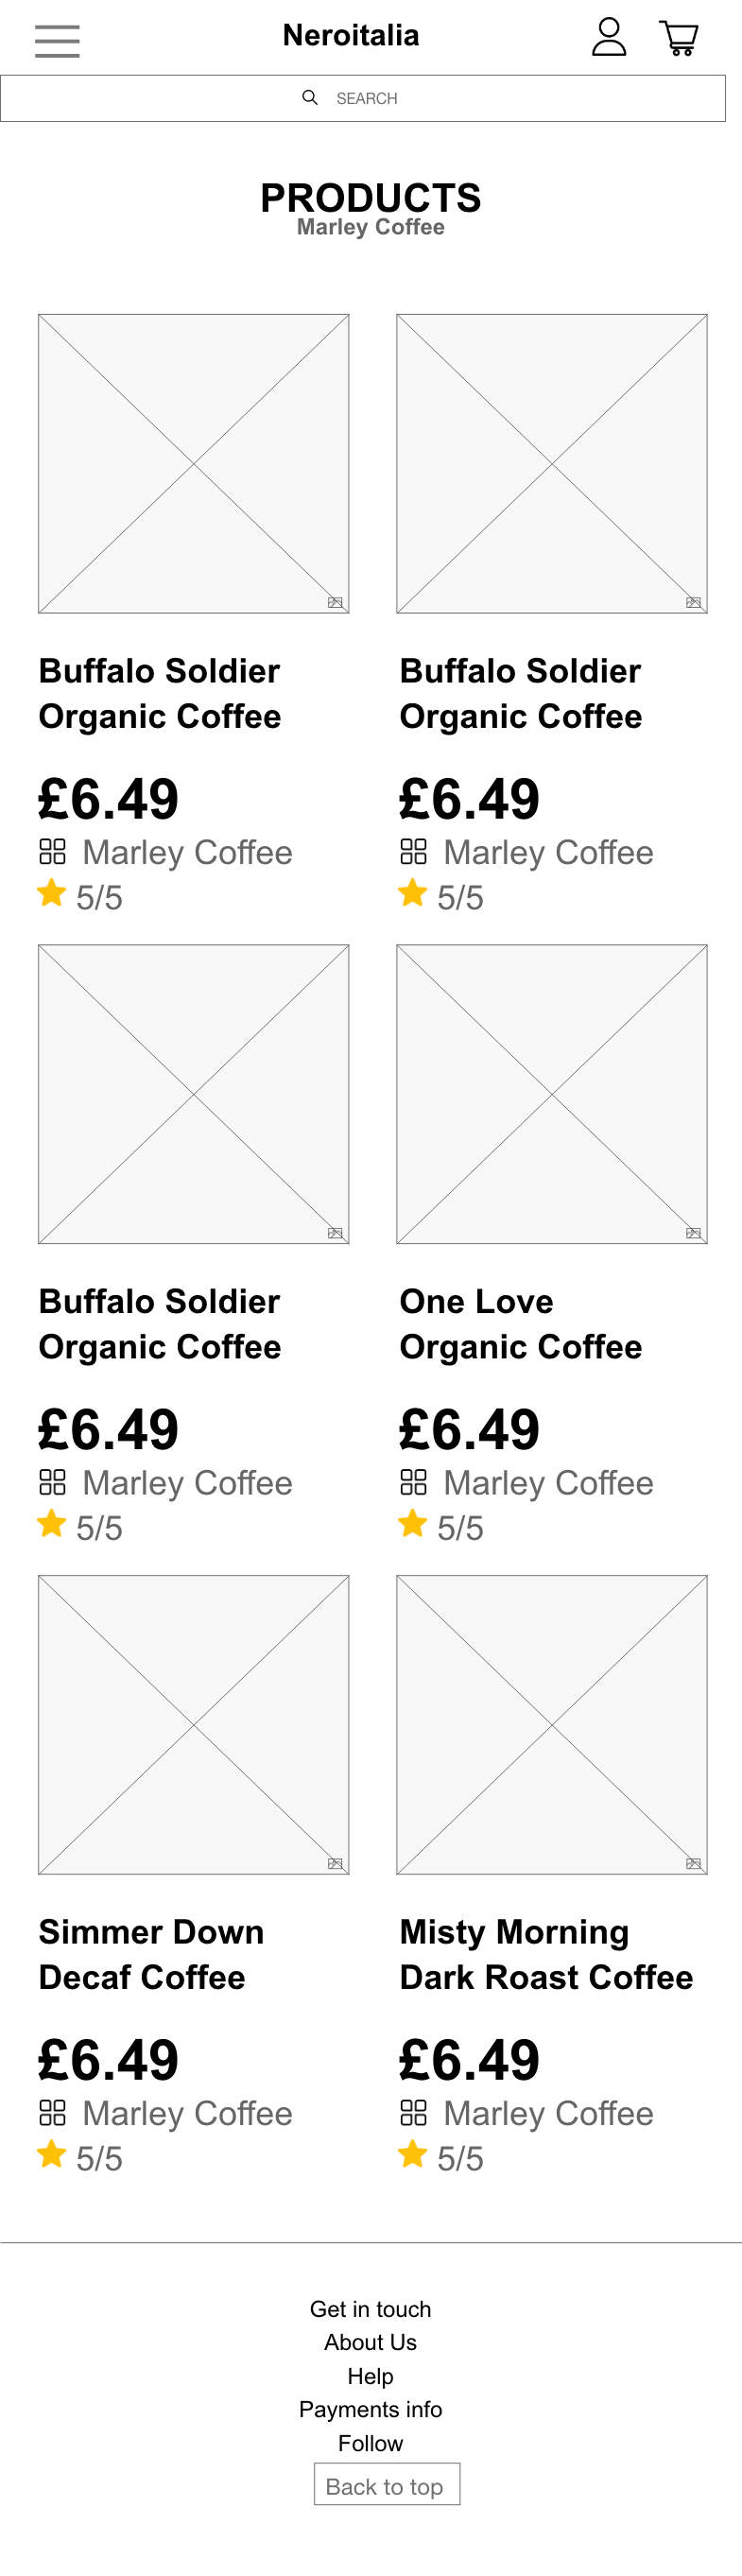 Neroitalia
SEARCH
PRODUCTS
Marley Coffee
Buffalo Soldier
Organic Coffee
£6.49
Marley Coffee
5/5
Buffalo Soldier
Organic Coffee
£6.49
Marley Coffee
5/5
Buffalo Soldier
Organic Coffee
£6.49
Marley Coffee
5/5
One Love
Organic Coffee
£6.49
Marley Coffee
5/5
Simmer Down
Decaf Coffee
£6.49
Marley Coffee
5/5
Misty Morning
Dark Roast Coffee
£6.49
Marley Coffee
5/5
Get in touch
About Us
Help
Payments info
Follow
Back to top